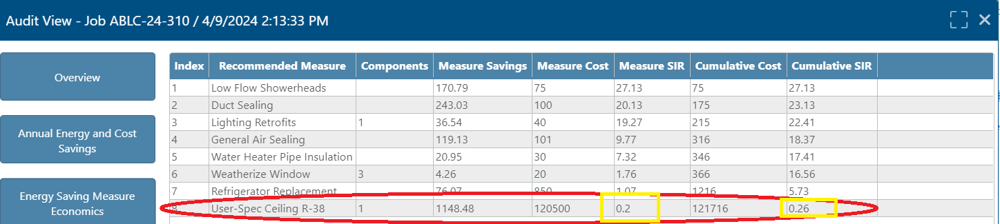 Audit View - Job ABLC-24-310 / 4/9/2024 2:13:33 PM
Overview
Annual Energy and Cost
Savings
Energy Saving Measure
Economics
Index Recommended Measure Components Measure Savings Measure Cost Measure SIR Cumulative Cost Cumulative SIR
1 Low Flow Showerheads 170.79 75 27.13 75 27.13
2 Duct Sealing 243.03 100 20.13 175 23.13
3 Lighting Retrofits 1 36.54 40 19.27 215 22.41
4 General Air Sealing 119.13 101 9.77 316 18.37
5 Water Heater Pipe Insulation 20.95 30 7.32 346 17.41
6 Weatherize Window 3 4.26 20 1.76 366 16.56
7 Refrigerator Replacement 76.07 850 1.07 1216 5.73
8 User-Spec Ceiling R-38 1 1148.48 120500 0.2 121716 0.26